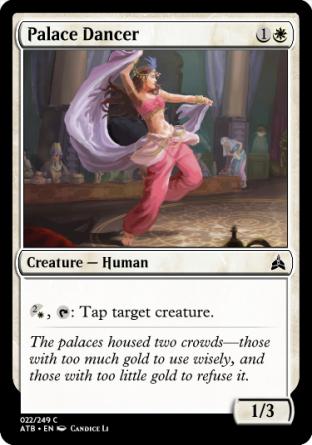 Palace Dancer 1
Creature — Human
2, : Tap target creature.
The palaces housed two crowds—those
with too much gold to use wisely, and
those with too little gold to refuse it.
1/3
022/249 C
ATB • EN Candice Li